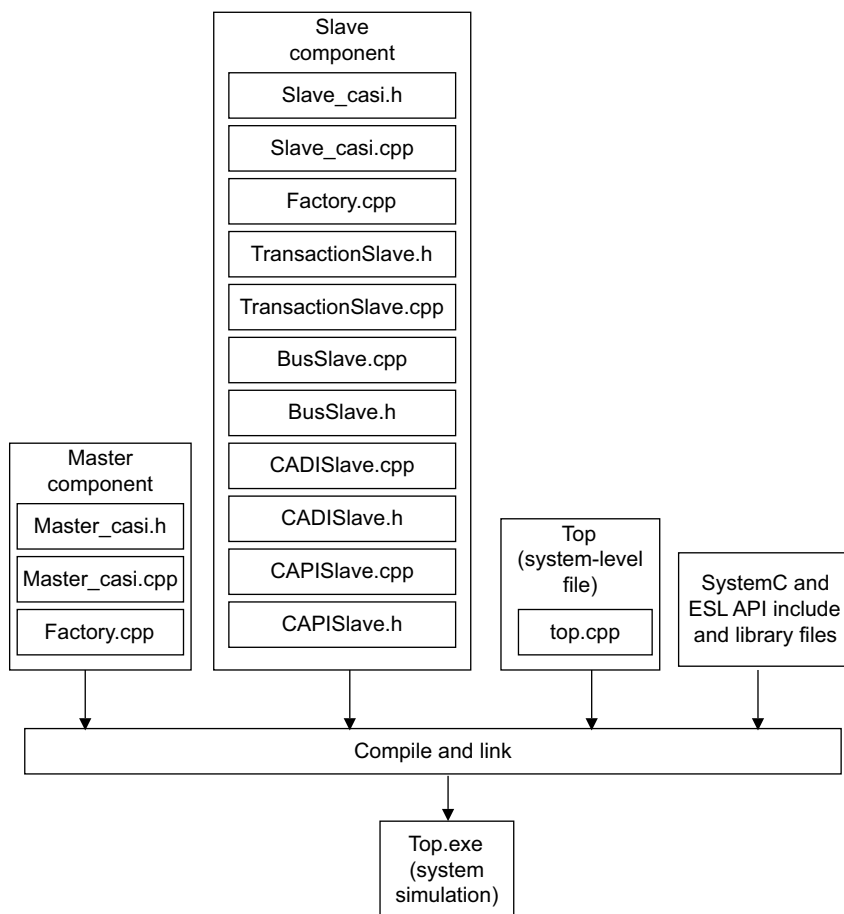 Slave
component
Slave_casi.h
Slave_casi.cpp
Factory.cpp
TransactionSlave.h
TransactionSlave.cpp
BusSlave.cpp
BusSlave.h
CADISlave.cpp
CADISlave.h
CAPISlave.cpp
CAPISlave.h
Master
component
Master_casi.h
Master_casi.cpp
Factory.cpp
Top
(system-level
file)
top.cpp
SystemC and
ESL API include
and library files
Compile and link
Top.exe
(system
simulation)